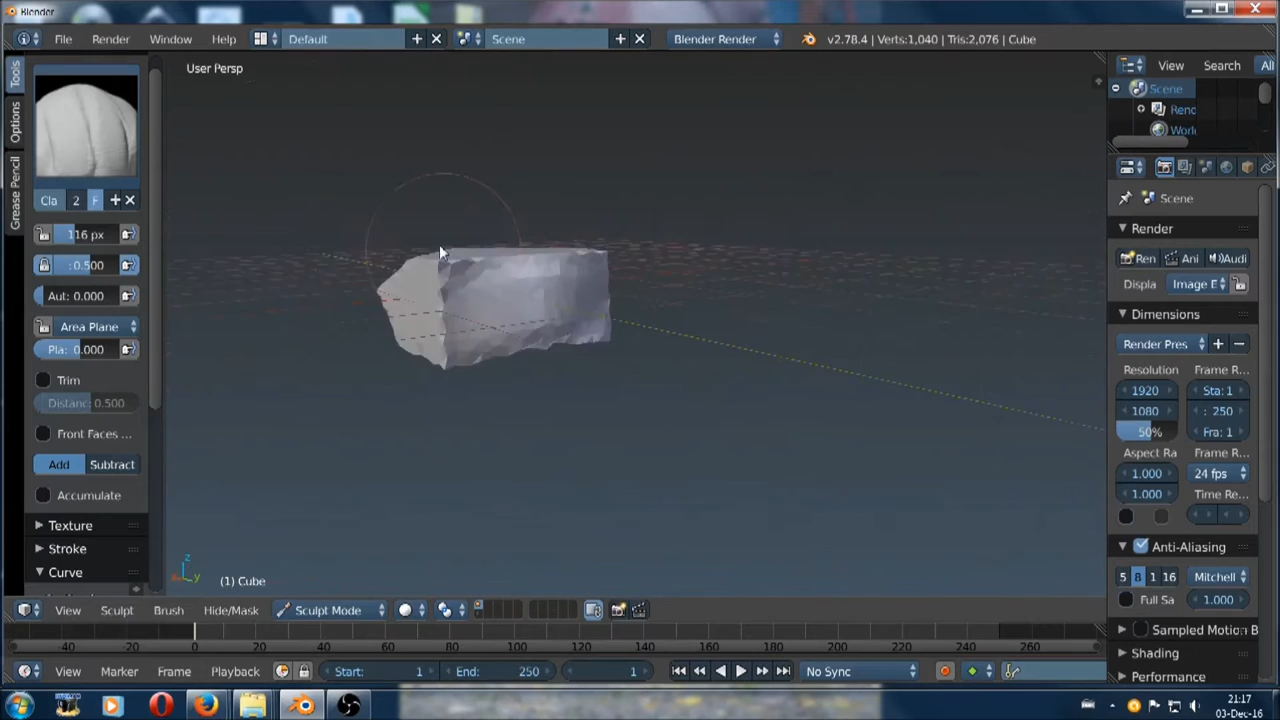 Blender
File Render Window Help Default Scene Blender Render v2.78.4 | Verts:1,040 | Tris:2,076 | Cube
User Persp
View Search All
Scene
Rend
Worl
Tools
Options
Grease Pencil
Cla 2 F
116 px
: 0.500
Aut: 0.000
Area Plane
Pla: 0.000
Trim
Distanc: 0.500
Front Faces ...
Add Subtract
Accumulate
Texture
Stroke
Curve
z
y
(1) Cube
Scene
Render
Ren Ani Audi
Displa Image E
Dimensions
Render Pres
Resolution Frame R...
1920 Sta: 1
1080 : 250
50% Fra: 1
Aspect Ra Frame R...
1.000 24 fps
1.000 Time Re...
Anti-Aliasing
5 8 1 16 Mitchell
Full Sa 1.000
Sampled Motion B
Shading
Performance
View Sculpt Brush Hide/Mask Sculpt Mode
-40 -20 0 20 40 60 80 100 120 140 160 180 200 220 240 260
View Marker Frame Playback Start: 1 End: 250 1 No Sync
21:17
03-Dec-16